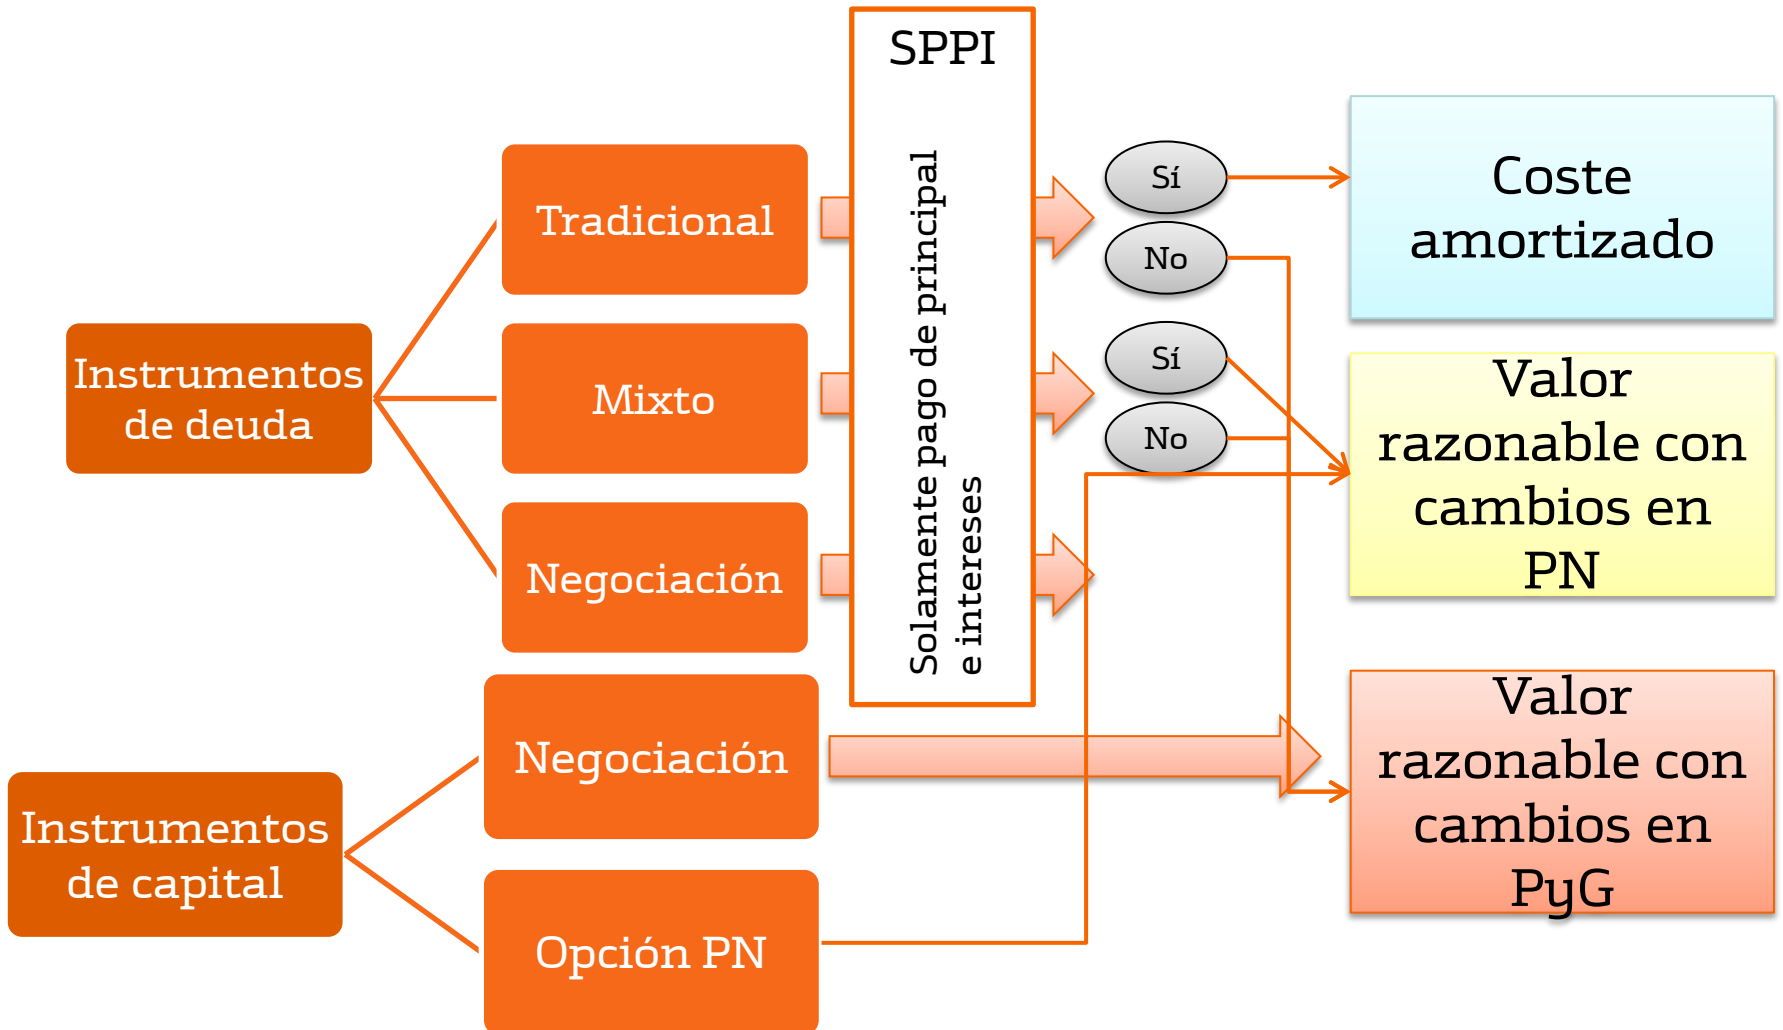 SPPI
Solamente pago de principal
e intereses
Instrumentos
de deuda
Tradicional
Mixto
Negociación
Sí
No
Sí
No
Coste
amortizado
Valor
razonable con
cambios en
PN
Instrumentos
de capital
Negociación
Opción PN
Valor
razonable con
cambios en
PyG